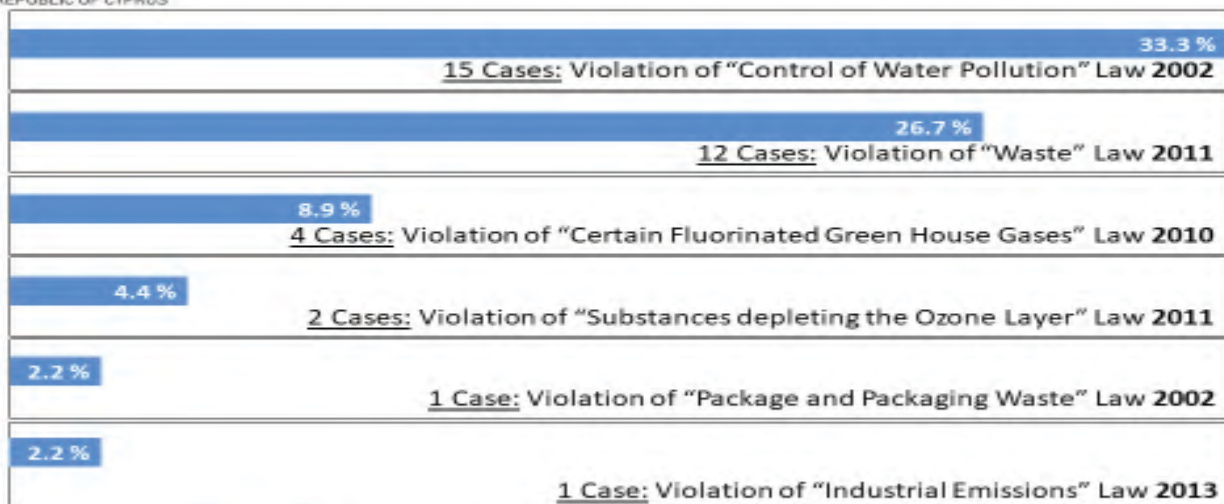 REPUBLIC OF CYPRUS
33.3 %
15 Cases: Violation of “Control of Water Pollution” Law 2002
26.7 %
12 Cases: Violation of “Waste” Law 2011
8.9 %
4 Cases: Violation of “Certain Fluorinated Green House Gases” Law 2010
4.4 %
2 Cases: Violation of “Substances depleting the Ozone Layer” Law 2011
2.2 %
1 Case: Violation of “Package and Packaging Waste” Law 2002
2.2 %
1 Case: Violation of “Industrial Emissions” Law 2013